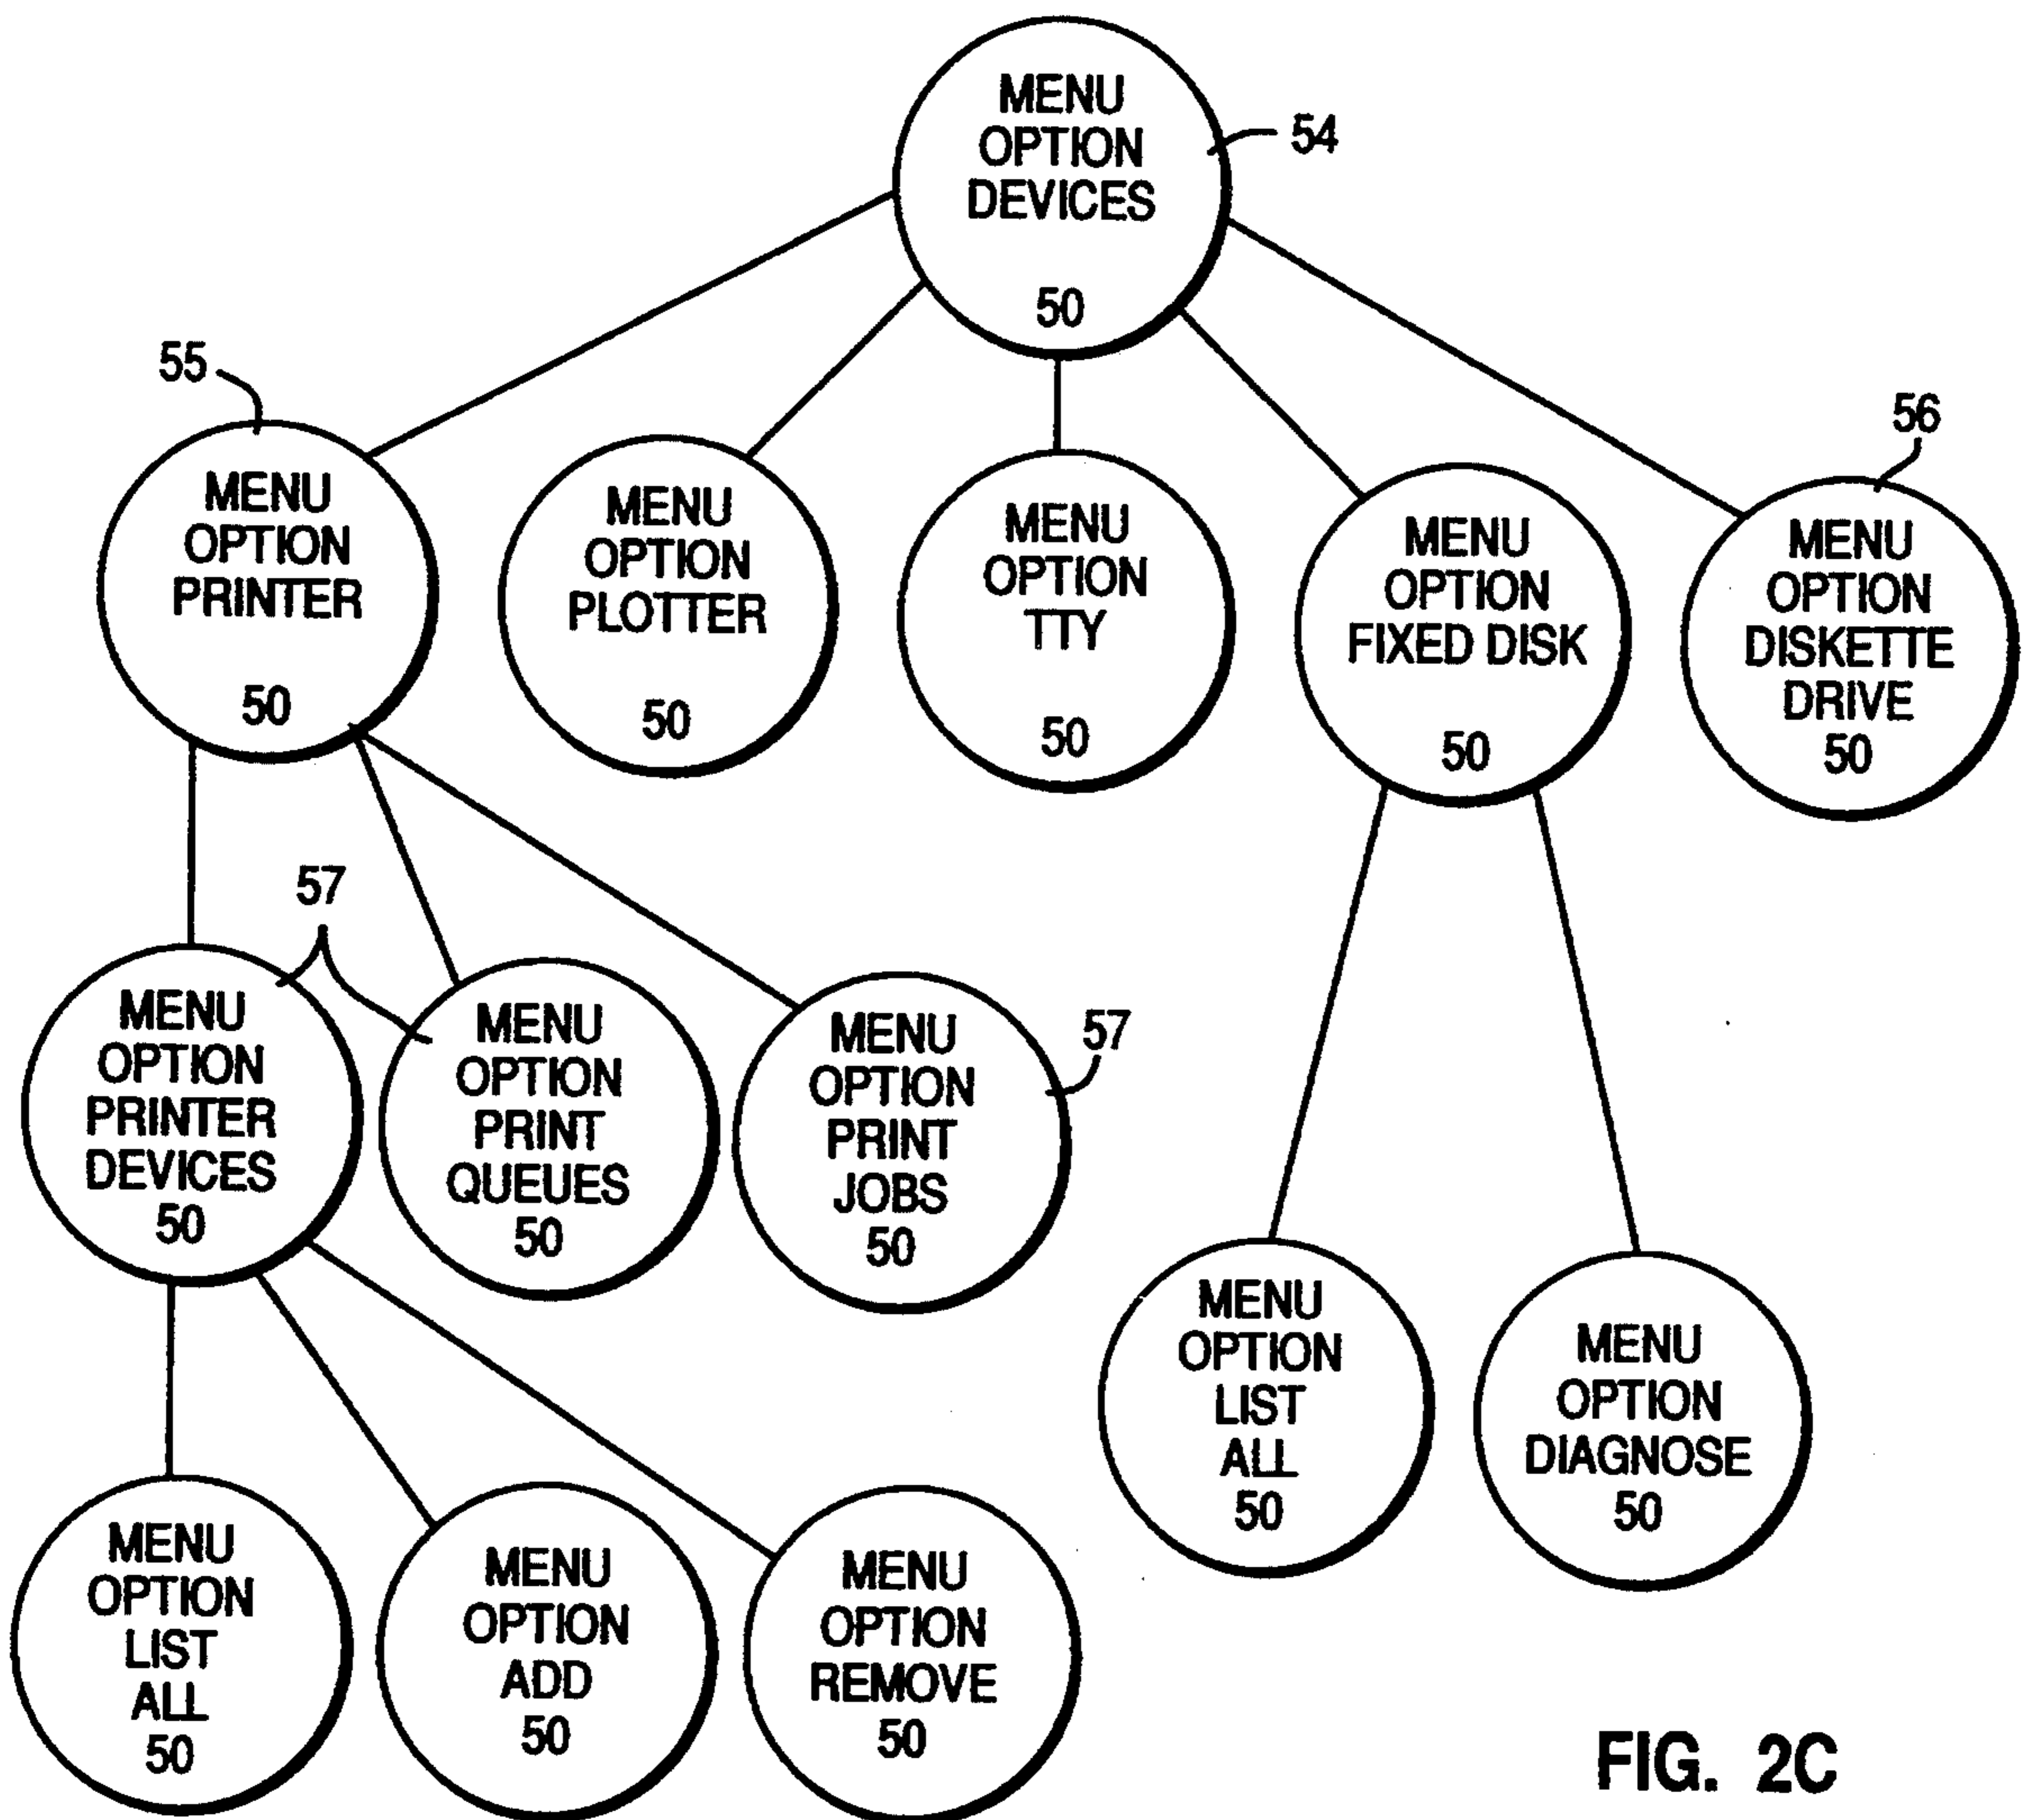 MENU
OPTION
DEVICES
50
54
55
MENU
OPTION
PRINTER
50
MENU
OPTION
PLOTTER
50
MENU
OPTION
TTY
50
MENU
OPTION
FIXED DISK
50
56
MENU
OPTION
DISKETTE
DRIVE
50
57
MENU
OPTION
PRINTER
DEVICES
50
MENU
OPTION
PRINT
QUEUES
50
MENU
OPTION
PRINT
JOBS
50
57
MENU
OPTION
LIST
ALL
50
MENU
OPTION
DIAGNOSE
50
MENU
OPTION
LIST
ALL
50
MENU
OPTION
ADD
50
MENU
OPTION
REMOVE
50
FIG. 2C